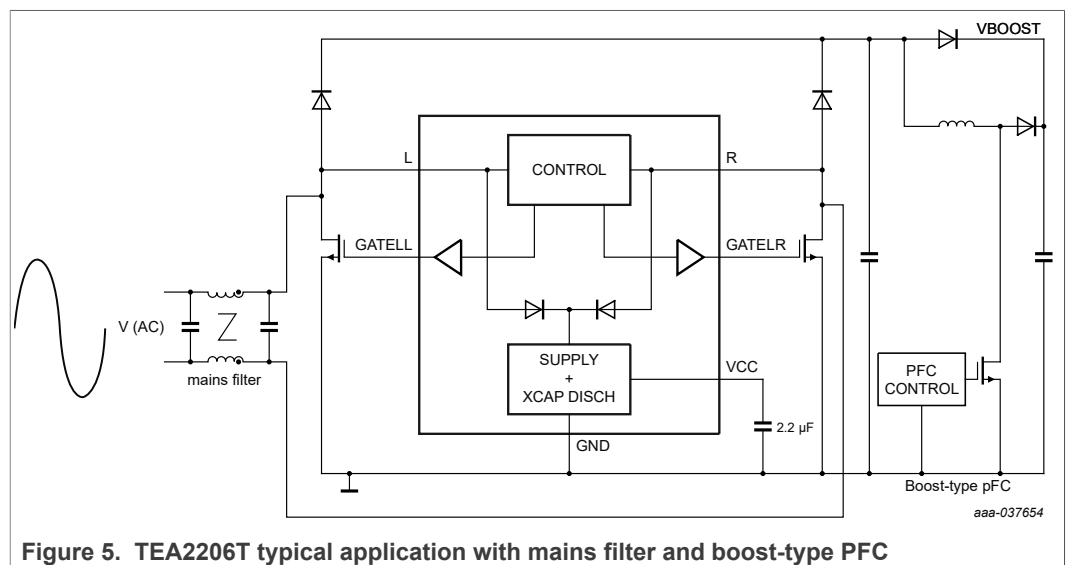 VBOOST
L
CONTROL
R
GATELL
GATELR
V (AC)
mains filter
SUPPLY
+
XCAP DISCH
VCC
PFC
CONTROL
2.2 µF
GND
Boost-type pFC
aaa-037654
Figure 5. TEA2206T typical application with mains filter and boost-type PFC